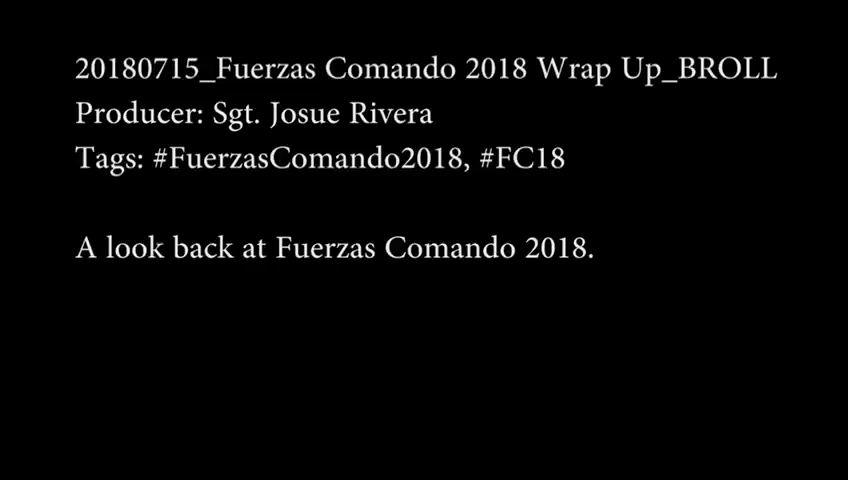 20180715_Fuerzas Comando 2018 Wrap Up_BROLL
Producer: Sgt. Josue Rivera
Tags: #FuerzasComando2018, #FC18
A look back at Fuerzas Comando 2018.